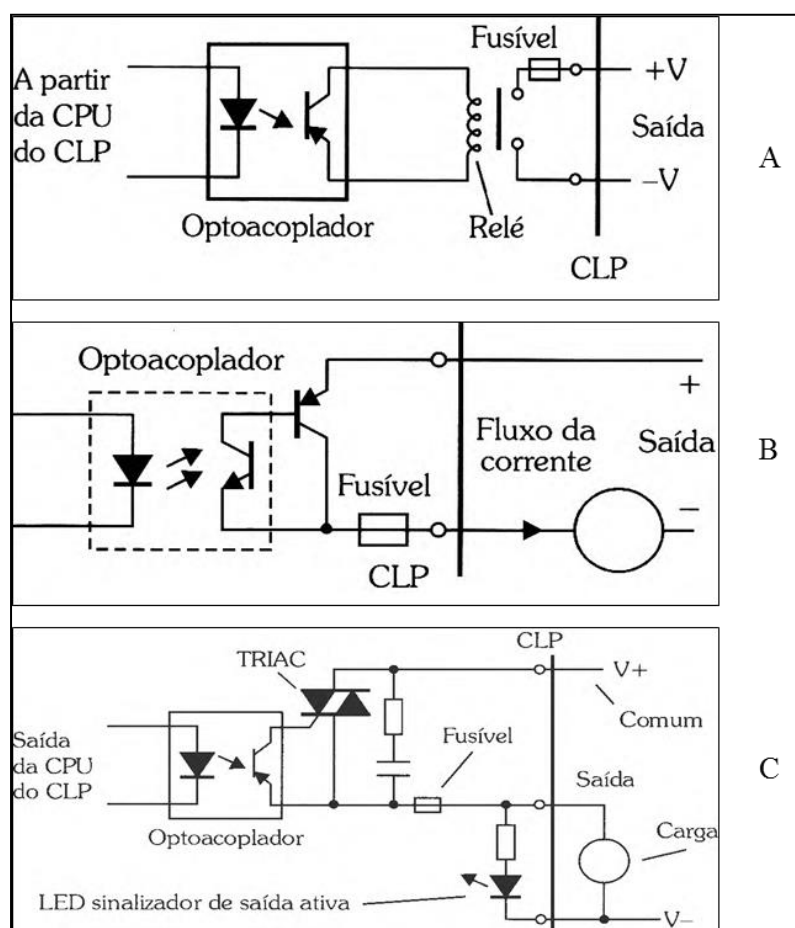 Fusível
A partir
da CPU
do CLP
+V
Saída
–V
Optoacoplador
Relé
CLP
A
Optoacoplador
+
Fluxo da
corrente
Saída
Fusível
–
CLP
B
CLP
TRIAC
V+
Comum
Saída
da CPU
do CLP
Fusível
Saída
Optoacoplador
Carga
LED sinalizador de saída ativa
V–
C